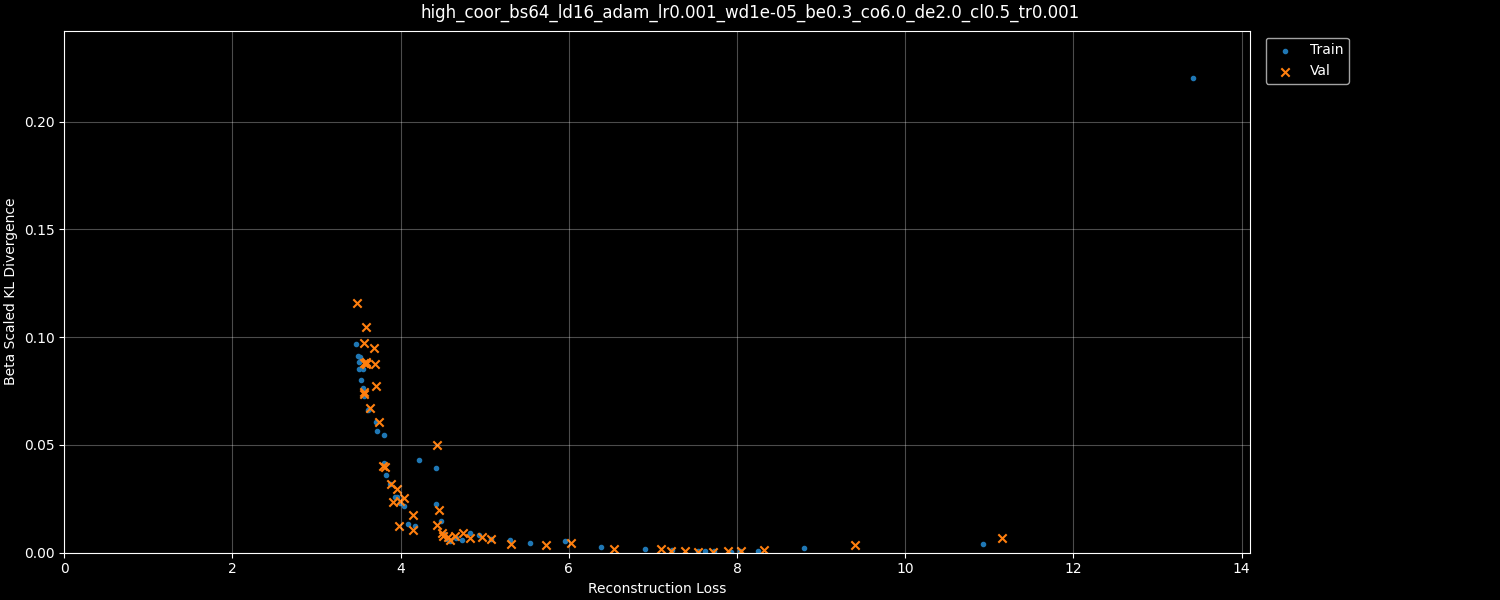 high_coor_bs64_ld16_adam_lr0.001_wd1e-05_be0.3_co6.0_de2.0_cl0.5_tr0.001
Train
Val
Beta Scaled KL Divergence
0.20
0.15
0.10
0.05
0.00
0 2 4 6 8 10 12 14
Reconstruction Loss